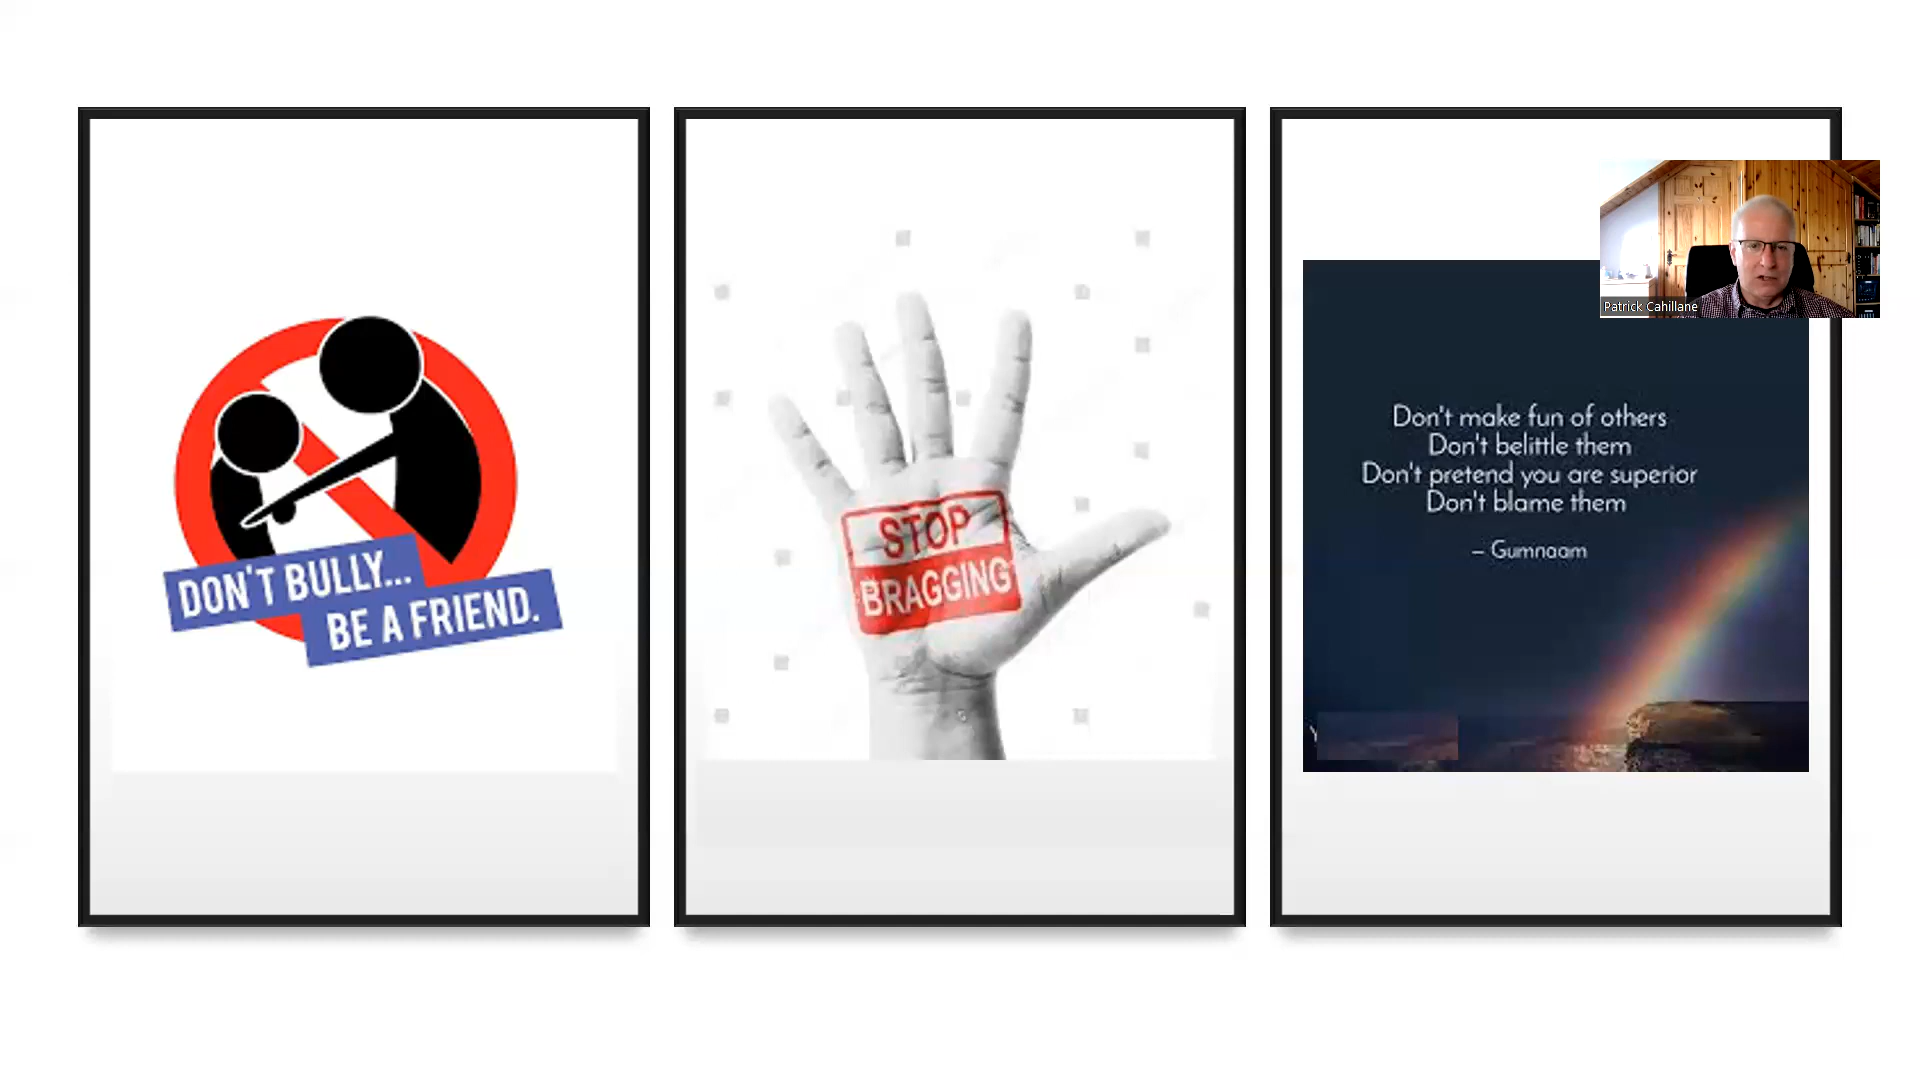 DON'T BULLY...
BE A FRIEND.
STOP
BRAGGING
Don't make fun of others
Don't belittle them
Don't pretend you are superior
Don't blame them
– Gumnaam
Patrick Cahillane